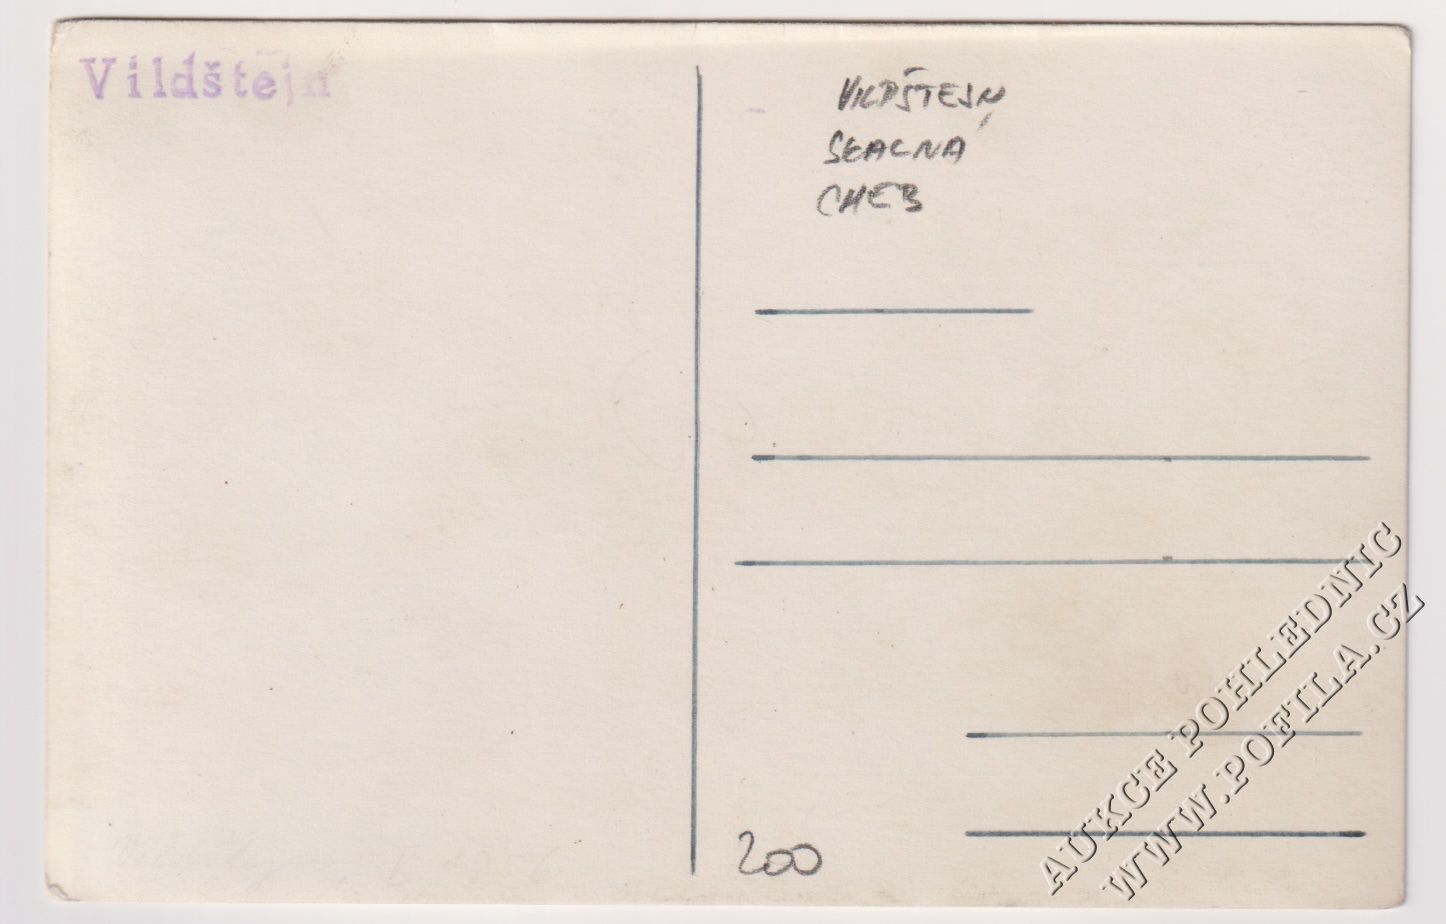 Vildštejn
VILDŠTEJN
SKALNÁ
CHEB
200
AUKCE POHLEDNIC
WWW.POFILA.CZ